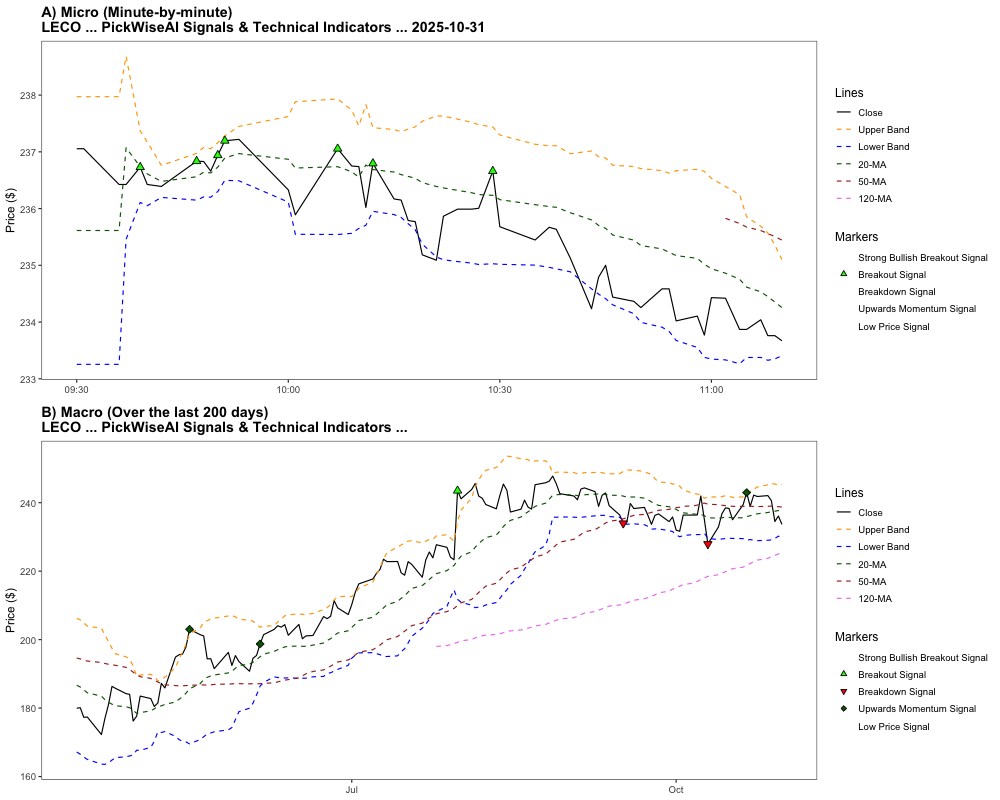 A) Micro (Minute-by-minute)
LECO ... PickWiseAI Signals & Technical Indicators ... 2025-10-31
Price ($)
238
237
236
235
234
233
09:30
10:00
10:30
11:00
Lines
Close
Upper Band
Lower Band
20-MA
50-MA
120-MA
Markers
Strong Bullish Breakout Signal
Breakout Signal
Breakdown Signal
Upwards Momentum Signal
Low Price Signal
B) Macro (Over the last 200 days)
LECO ... PickWiseAI Signals & Technical Indicators ...
Price ($)
240
220
200
180
160
Jul
Oct
Lines
Close
Upper Band
Lower Band
20-MA
50-MA
120-MA
Markers
Strong Bullish Breakout Signal
Breakout Signal
Breakdown Signal
Upwards Momentum Signal
Low Price Signal